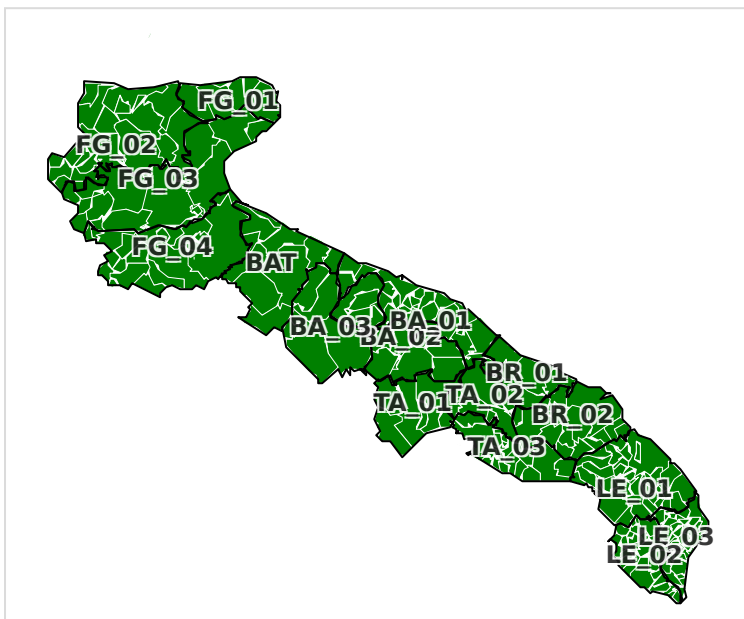 FG_01
FG_02
FG_03
FG_04
BAT
BA_01
BA_03
BA_02
BR_01
TA_02
TA_01
BR_02
TA_03
LE_01
LE_03
LE_02